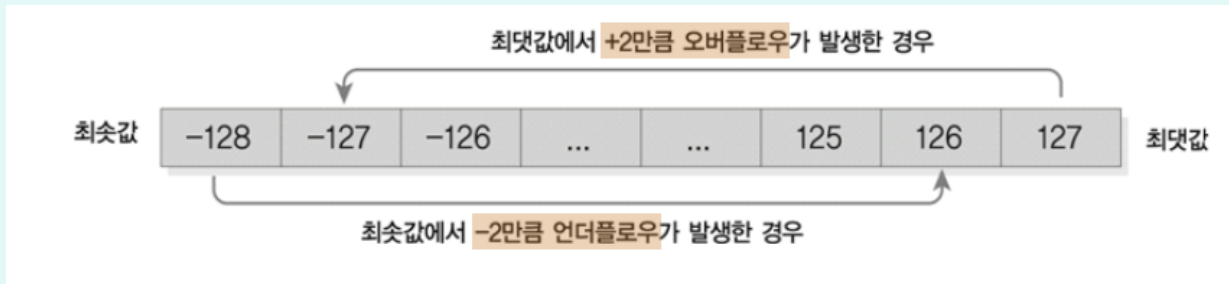 최댓값에서 +2만큼 오버플로우가 발생한 경우
최솟값 -128 -127 -126 ... ... 125 126 127 최댓값
최솟값에서 -2만큼 언더플로우가 발생한 경우